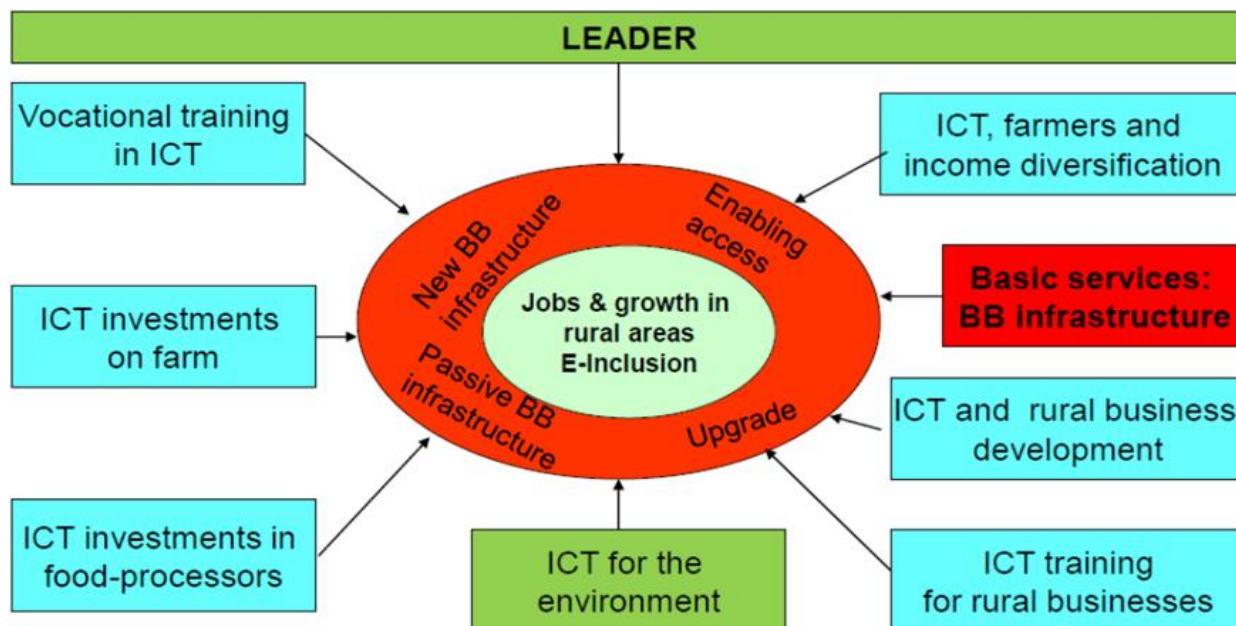 LEADER
Vocational training
in ICT
ICT, farmers and
income diversification
New BB
infrastructure
Enabling
access
Basic services:
BB infrastructure
ICT investments
on farm
Jobs & growth in
rural areas
E-Inclusion
Passive BB
infrastructure
Upgrade
ICT and rural business
development
ICT investments in
food-processors
ICT for the
environment
ICT training
for rural businesses